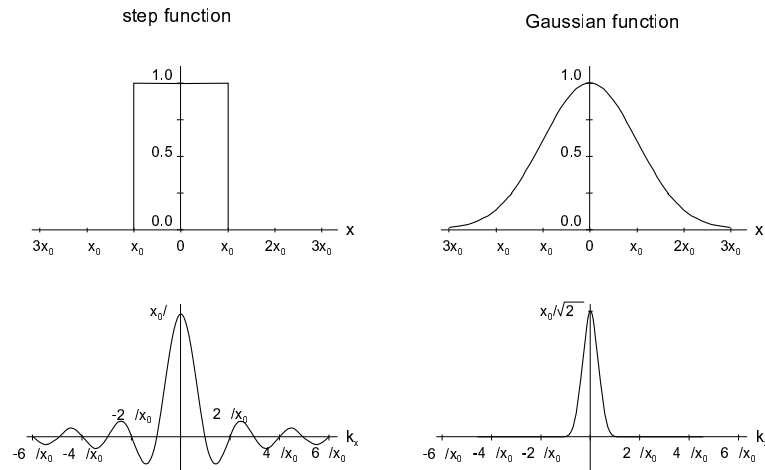 step function
Gaussian function
1.0
0.5
0.0
3x₀ x₀ x₀ 0 x₀ 2x₀ 3x₀ x
1.0
0.5
0.0
3x₀ x₀ x₀ 0 x₀ 2x₀ 3x₀ x
x₀/
-2 /x₀ 2 /x₀
-6 /x₀ -4 /x₀ 4 /x₀ 6 /x₀ kₓ
x₀/√2
-6 /x₀ -4 /x₀ -2 /x₀ 2 /x₀ 4 /x₀ 6 /x₀ k